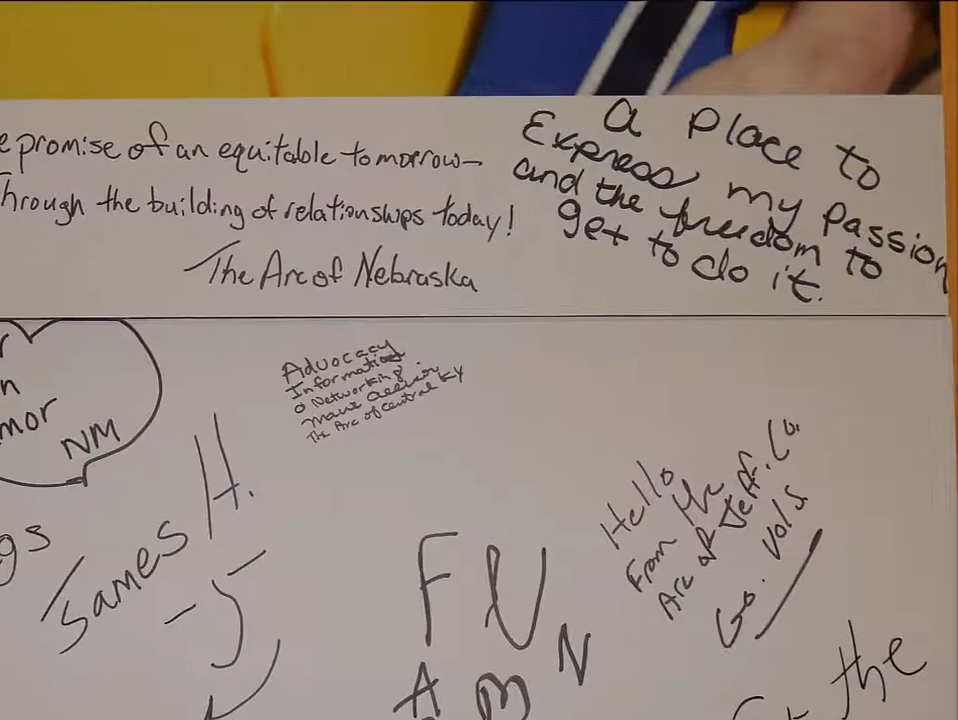 e promise of an equitable tomorrow—
Through the building of relationships today!
The Arc of Nebraska
A Place to
Express my Passion
and the freedom to
get to do it.
n
mor
NM
Advocacy
Information
Networking
The Arc of central KY
gs
James H.
Hello
From the
Arc of Jeff. Co.
Go. Vols
FUN
the